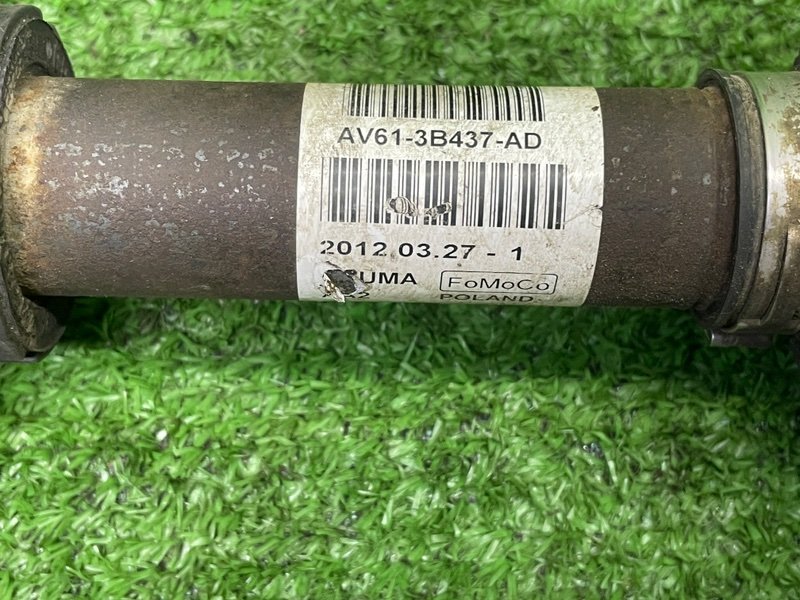 AV61-3B437-AD
2012.03.27 - 1
FoMoCo
POLAND